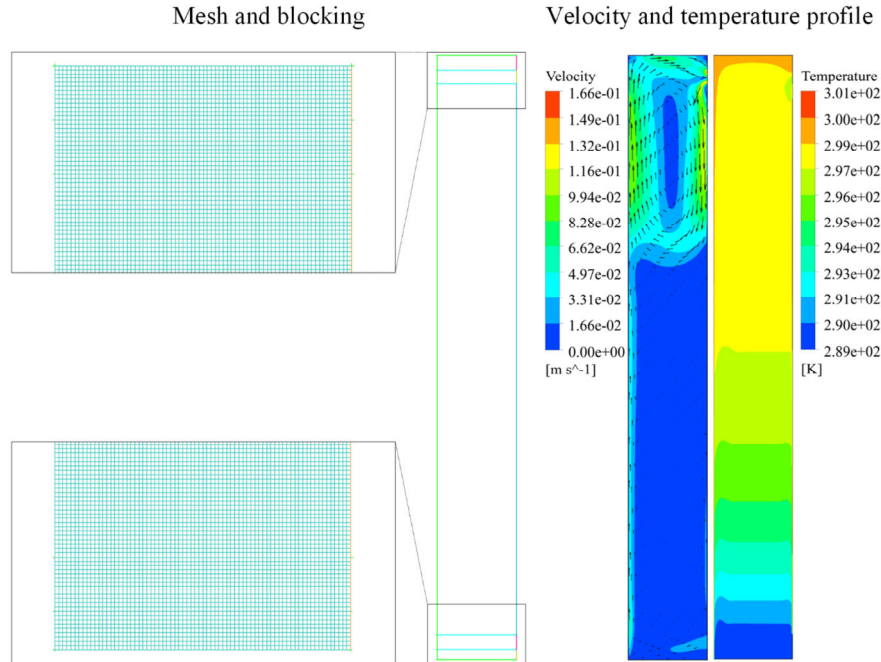 Mesh and blocking
Velocity and temperature profile
Velocity
1.66e-01
1.49e-01
1.32e-01
1.16e-01
9.94e-02
8.28e-02
6.62e-02
4.97e-02
3.31e-02
1.66e-02
0.00e+00
[m s^-1]
Temperature
3.01e+02
3.00e+02
2.99e+02
2.97e+02
2.96e+02
2.95e+02
2.94e+02
2.93e+02
2.91e+02
2.90e+02
2.89e+02
[K]